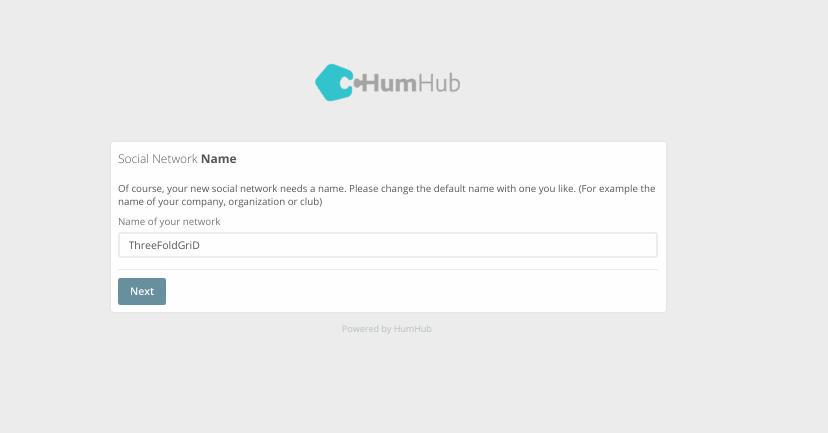 HumHub
Social Network Name
Of course, your new social network needs a name. Please change the default name with one you like. (For example the
name of your company, organization or club)
Name of your network
ThreeFoldGriD
Next
Powered by HumHub